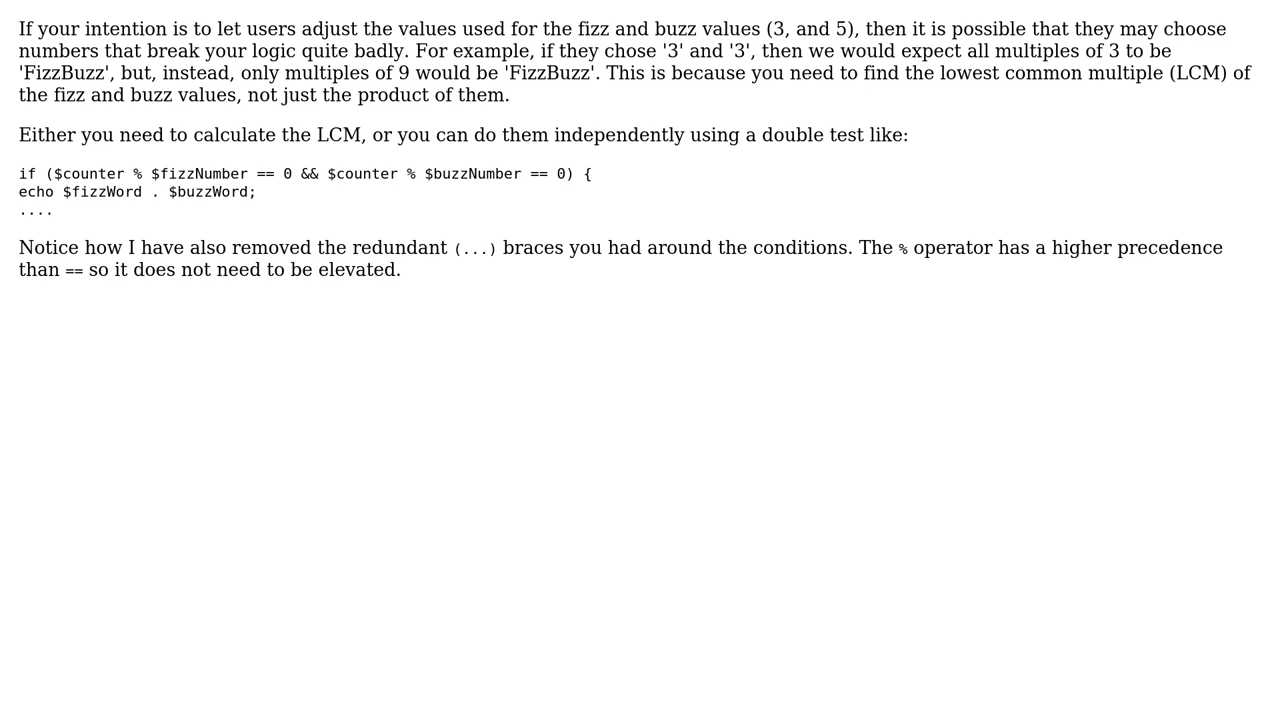 If your intention is to let users adjust the values used for the fizz and buzz values (3, and 5), then it is possible that they may choose
numbers that break your logic quite badly. For example, if they chose '3' and '3', then we would expect all multiples of 3 to be
'FizzBuzz', but, instead, only multiples of 9 would be 'FizzBuzz'. This is because you need to find the lowest common multiple (LCM) of
the fizz and buzz values, not just the product of them.
Either you need to calculate the LCM, or you can do them independently using a double test like:
if ($counter % $fizzNumber == 0 && $counter % $buzzNumber == 0) {
echo $fizzWord . $buzzWord;
....
Notice how I have also removed the redundant (...) braces you had around the conditions. The % operator has a higher precedence
than == so it does not need to be elevated.